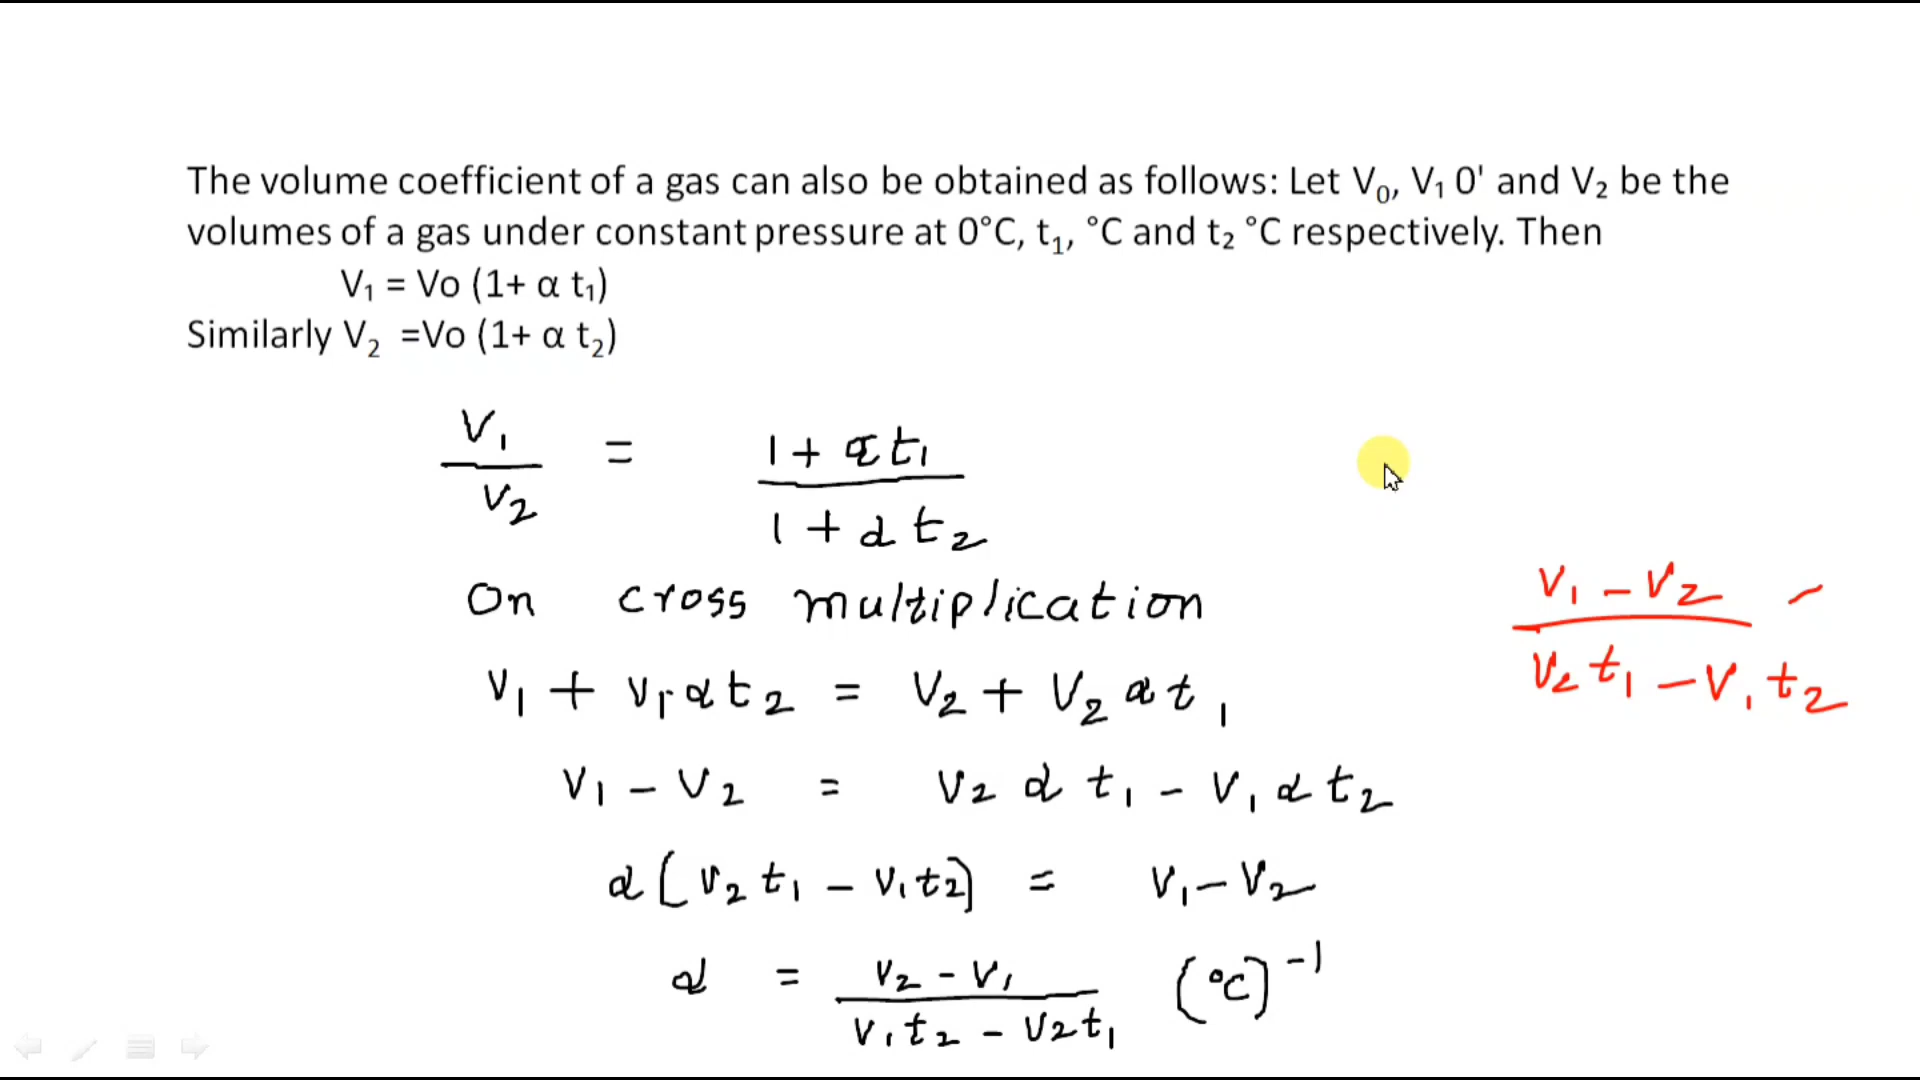 The volume coefficient of a gas can also be obtained as follows: Let V₀, V₁ 0' and V₂ be the
volumes of a gas under constant pressure at 0°C, t₁, °C and t₂ °C respectively. Then
V₁ = Vo (1+ α t₁)
Similarly V₂ =Vo (1+ α t₂)
V₁/V₂ = (1 + αt₁)/(1 + αt₂)
On cross multiplication
V₁ + V₁αt₂ = V₂ + V₂αt₁
V₁ - V₂ = V₂αt₁ - V₁αt₂
α[V₂t₁ - V₁t₂] = V₁ - V₂
α = (V₂ - V₁)/(V₁t₂ - V₂t₁) (°C)⁻¹
(V₁ - V₂)/(V₂t₁ - V₁t₂) -